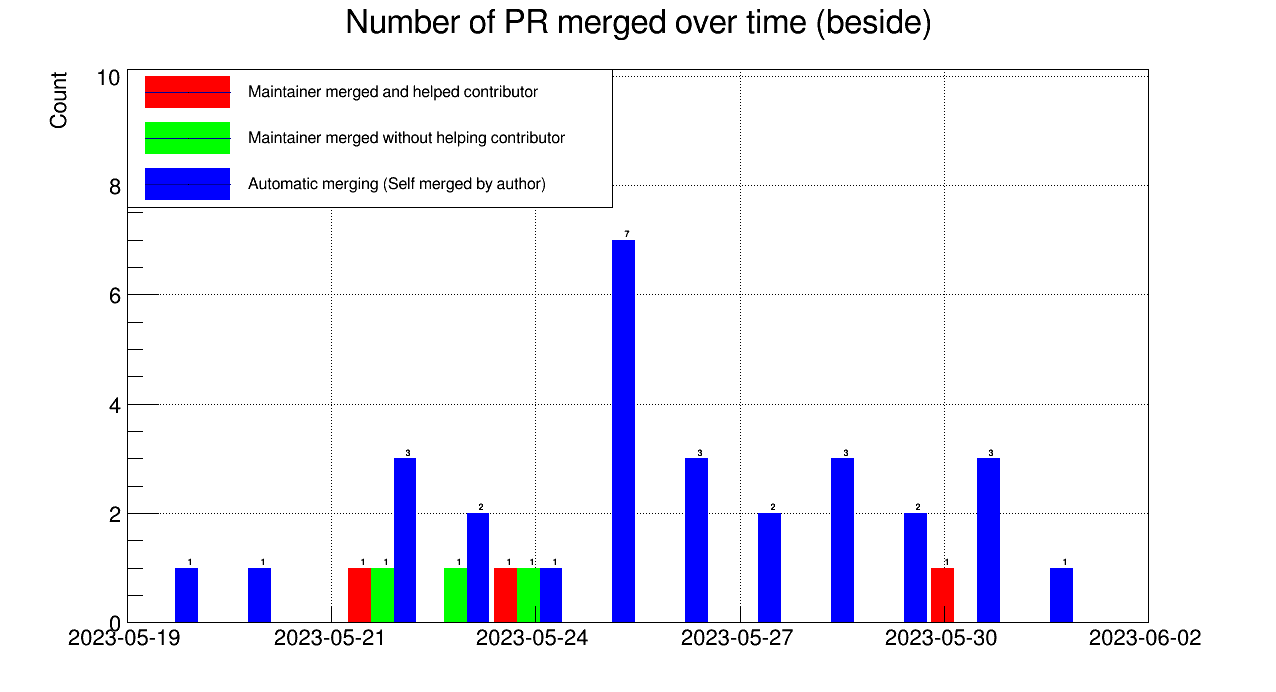 Number of PR merged over time (beside)
Count
10
8
6
4
2
0
Maintainer merged and helped contributor
Maintainer merged without helping contributor
Automatic merging (Self merged by author)
1 1 1 1 3 1 2 1 1 1 7 3 2 3 2 1 3 1
2023-05-19 2023-05-21 2023-05-24 2023-05-27 2023-05-30 2023-06-02